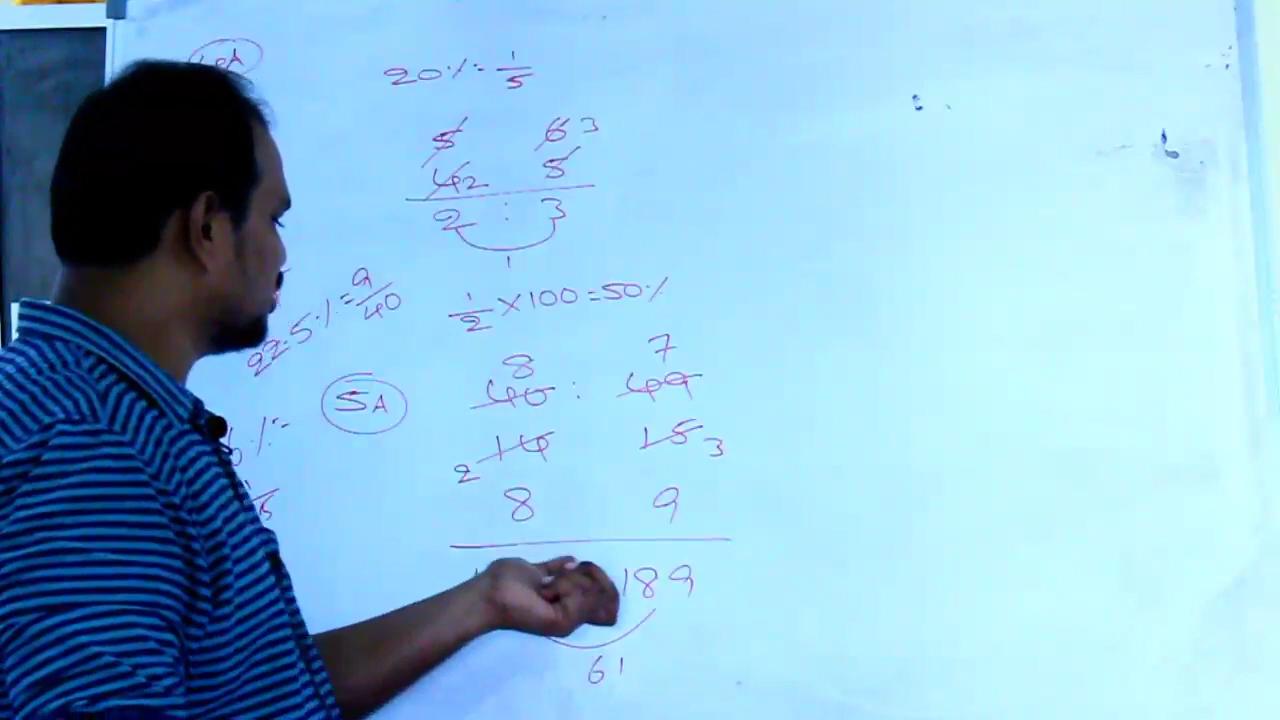 20% = 1/5
5 6 3
4 2 5
2 : 3
1
22.5% = 9/40
1/2 × 100 = 50%
8 7
5A 40 : 49
2 14 15 3
8 9
189
61